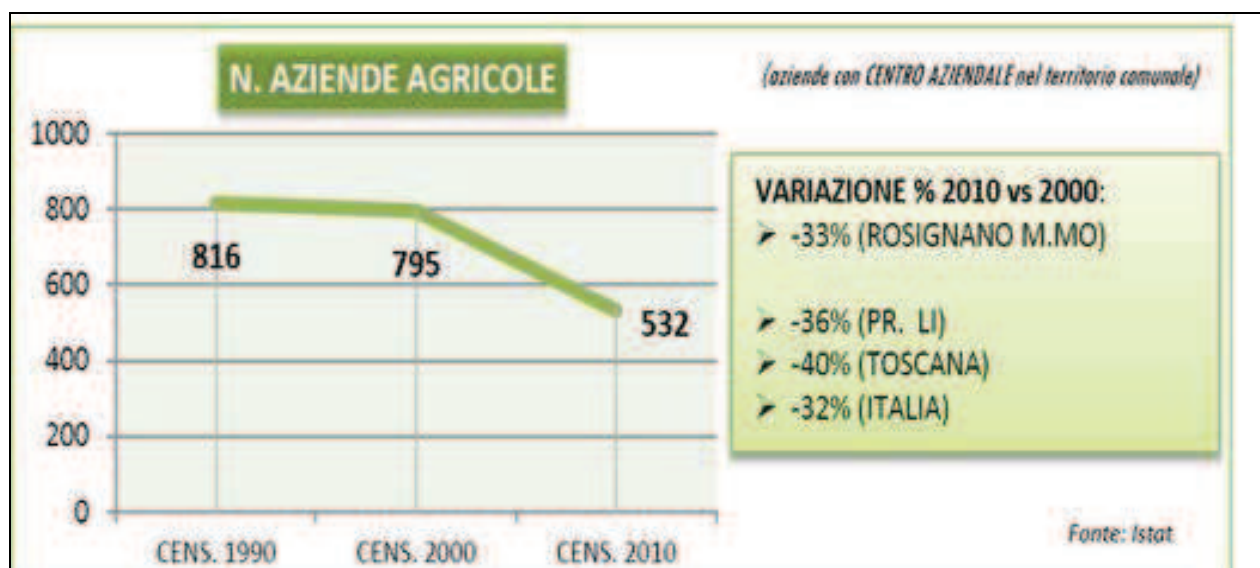 N. AZIENDE AGRICOLE
(aziende con CENTRO AZIENDALE nel territorio comunale)
1000
800
600
400
200
0
816
795
532
CENS. 1990
CENS. 2000
CENS. 2010
VARIAZIONE % 2010 vs 2000:
➤ -33% (ROSIGNANO M.MO)
➤ -36% (PR. LI)
➤ -40% (TOSCANA)
➤ -32% (ITALIA)
Fonte: Istat